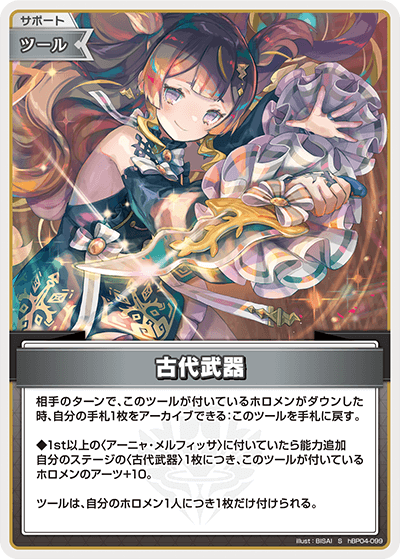 サポート
ツール
古代武器
相手のターンで、このツールが付いているホロメンがダウンした
時、自分の手札1枚をアーカイブできる:このツールを手札に戻す。
◆1st以上の〈アーニャ・メルフィッサ〉に付いていたら能力追加
自分のステージの〈古代武器〉1枚につき、このツールが付いている
ホロメンのアーツ+10。
ツールは、自分のホロメン1人につき1枚だけ付けられる。
illust：BISAI S hBP04-099